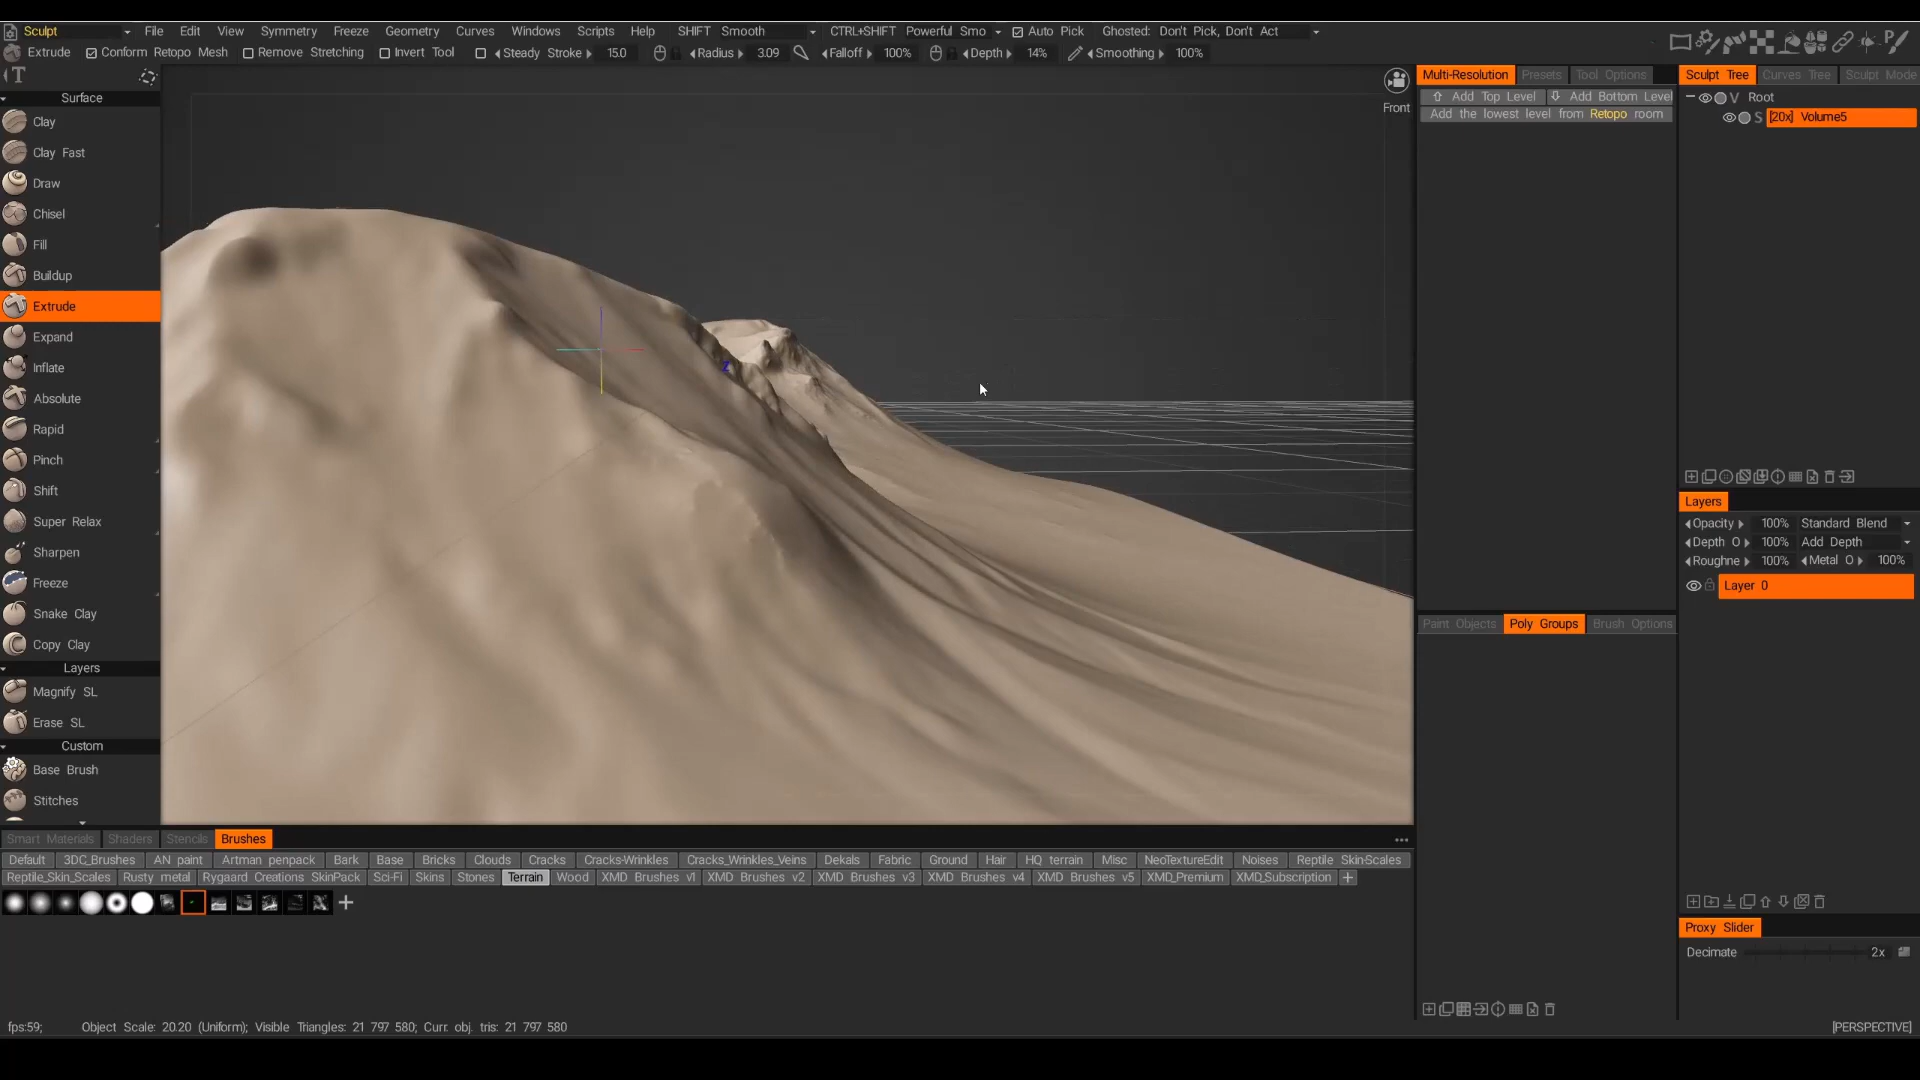 Sculpt File Edit View Symmetry Freeze Geometry Curves Windows Scripts Help SHIFT Smooth CTRL+SHIFT Powerful Smo Auto Pick Ghosted: Don't Pick, Don't Act
Extrude Conform Retopo Mesh Remove Stretching Invert Tool Steady Stroke 15.0 Radius 3.09 Falloff 100% Depth 14% Smoothing 100%
T
Surface
Clay
Clay Fast
Draw
Chisel
Fill
Buildup
Extrude
Expand
Inflate
Absolute
Rapid
Pinch
Shift
Super Relax
Sharpen
Freeze
Snake Clay
Copy Clay
Layers
Magnify SL
Erase SL
Custom
Base Brush
Stitches
Front
Z
Multi-Resolution Presets Tool Options
Add Top Level Add Bottom Level
Add the lowest level from Retopo room
Sculpt Tree Curves Tree Sculpt Mode
V Root
S [20x] Volume5
Layers
Opacity 100% Standard Blend
Depth O 100% Add Depth
Roughne 100% Metal O 100%
Layer 0
Paint Objects Poly Groups Brush Options
Proxy Slider
Decimate 2x
Smart Materials Shaders Stencils Brushes
Default 3DC_Brushes AN paint Artman penpack Bark Base Bricks Clouds Cracks Cracks-Wrinkles Cracks_Wrinkles_Veins Dekals Fabric Ground Hair HQ terrain Misc NeoTextureEdit Noises Reptile Skin-Scales
Reptile_Skin_Scales Rusty metal Rygaard Creations SkinPack Sci-Fi Skins Stones Terrain Wood XMD Brushes v1 XMD Brushes v2 XMD Brushes v3 XMD Brushes v4 XMD Brushes v5 XMD_Premium XMD_Subscription +
fps:59; Object Scale: 20.20 (Uniform); Visible Triangles: 21 797 580; Curr. obj. tris: 21 797 580
[PERSPECTIVE]